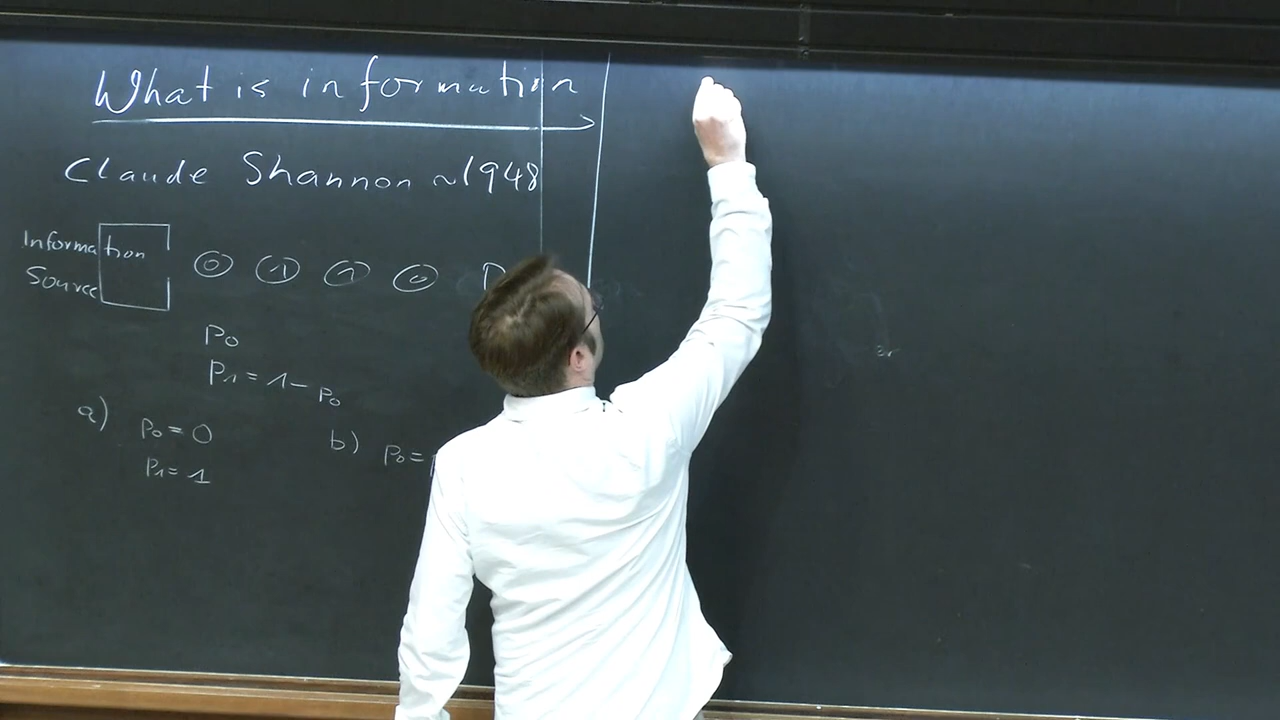 What is information
Claude Shannon ~1948
Information
Source
0 1 1 0
P₀
P₁ = 1 - P₀
a) P₀ = 0
P₁ = 1
b) P₀ =